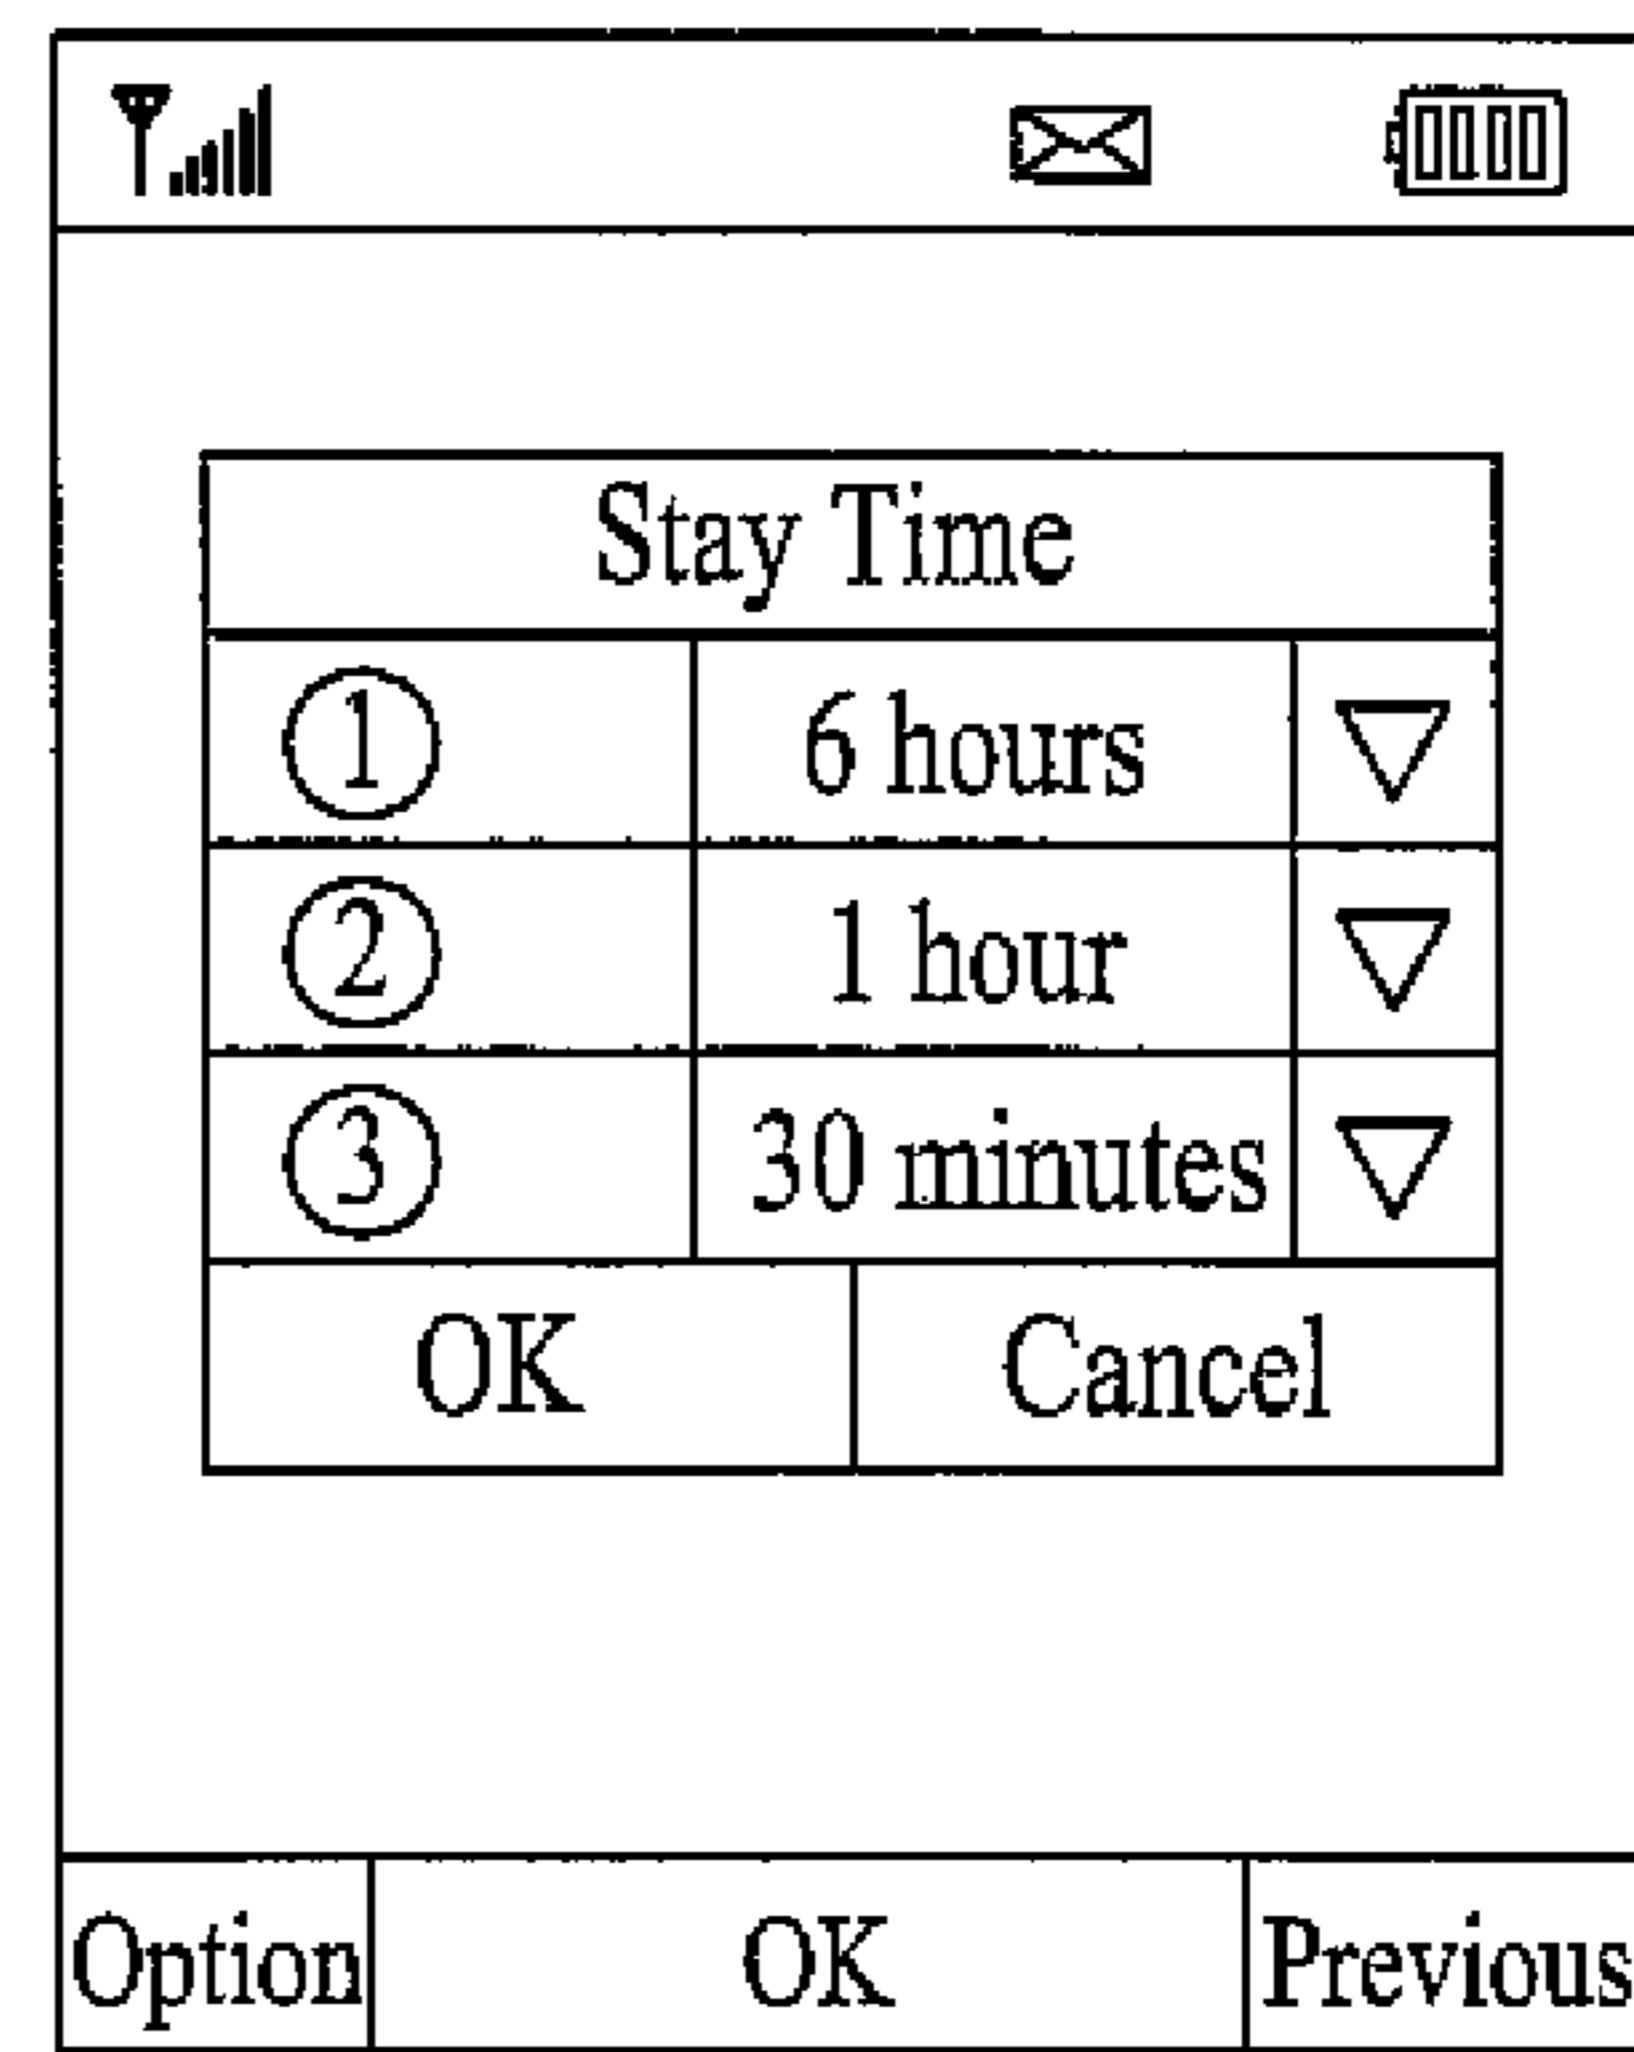 Stay Time
① 6 hours ▽
② 1 hour ▽
③ 30 minutes ▽
OK Cancel
Option OK Previous